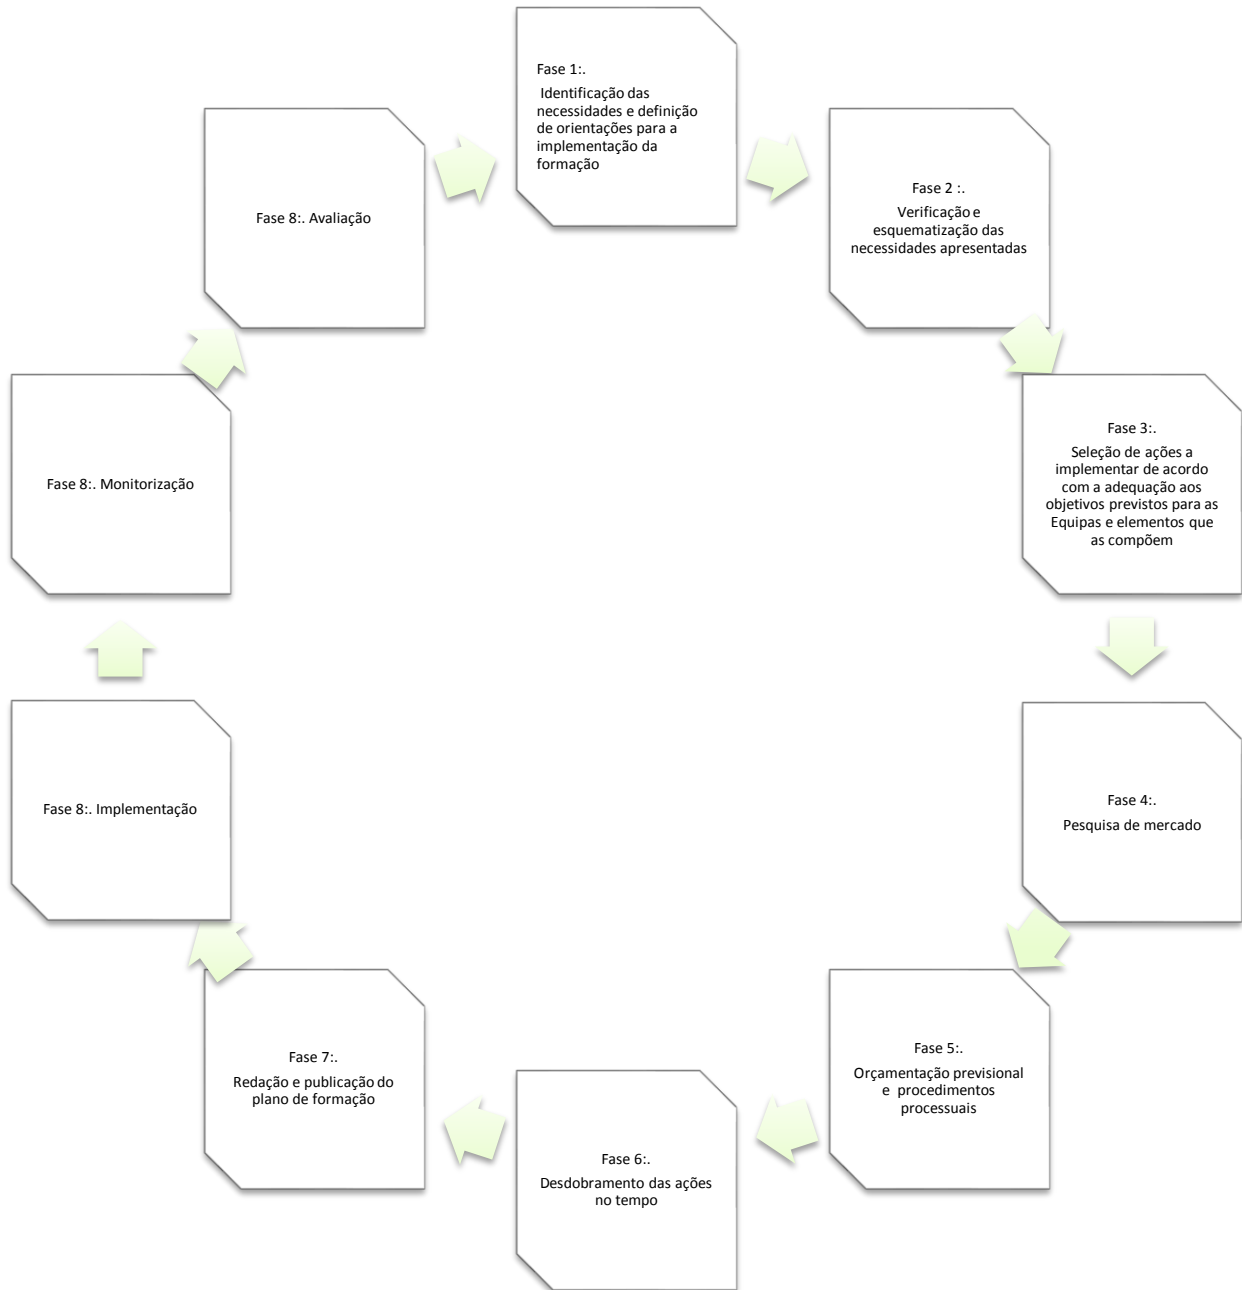 Fase 1:.
Identificação das
necessidades e definição
de orientações para a
implementação da
formação
Fase 2 :.
Verificação e
esquematização das
necessidades apresentadas
Fase 3:.
Seleção de ações a
implementar de acordo
com a adequação aos
objetivos previstos para as
Equipas e elementos que
as compõem
Fase 4:.
Pesquisa de mercado
Fase 5:.
Orçamentação previsional
e procedimentos
processuais
Fase 6:.
Desdobramento das ações
no tempo
Fase 7:.
Redação e publicação do
plano de formação
Fase 8:. Implementação
Fase 8:. Monitorização
Fase 8:. Avaliação